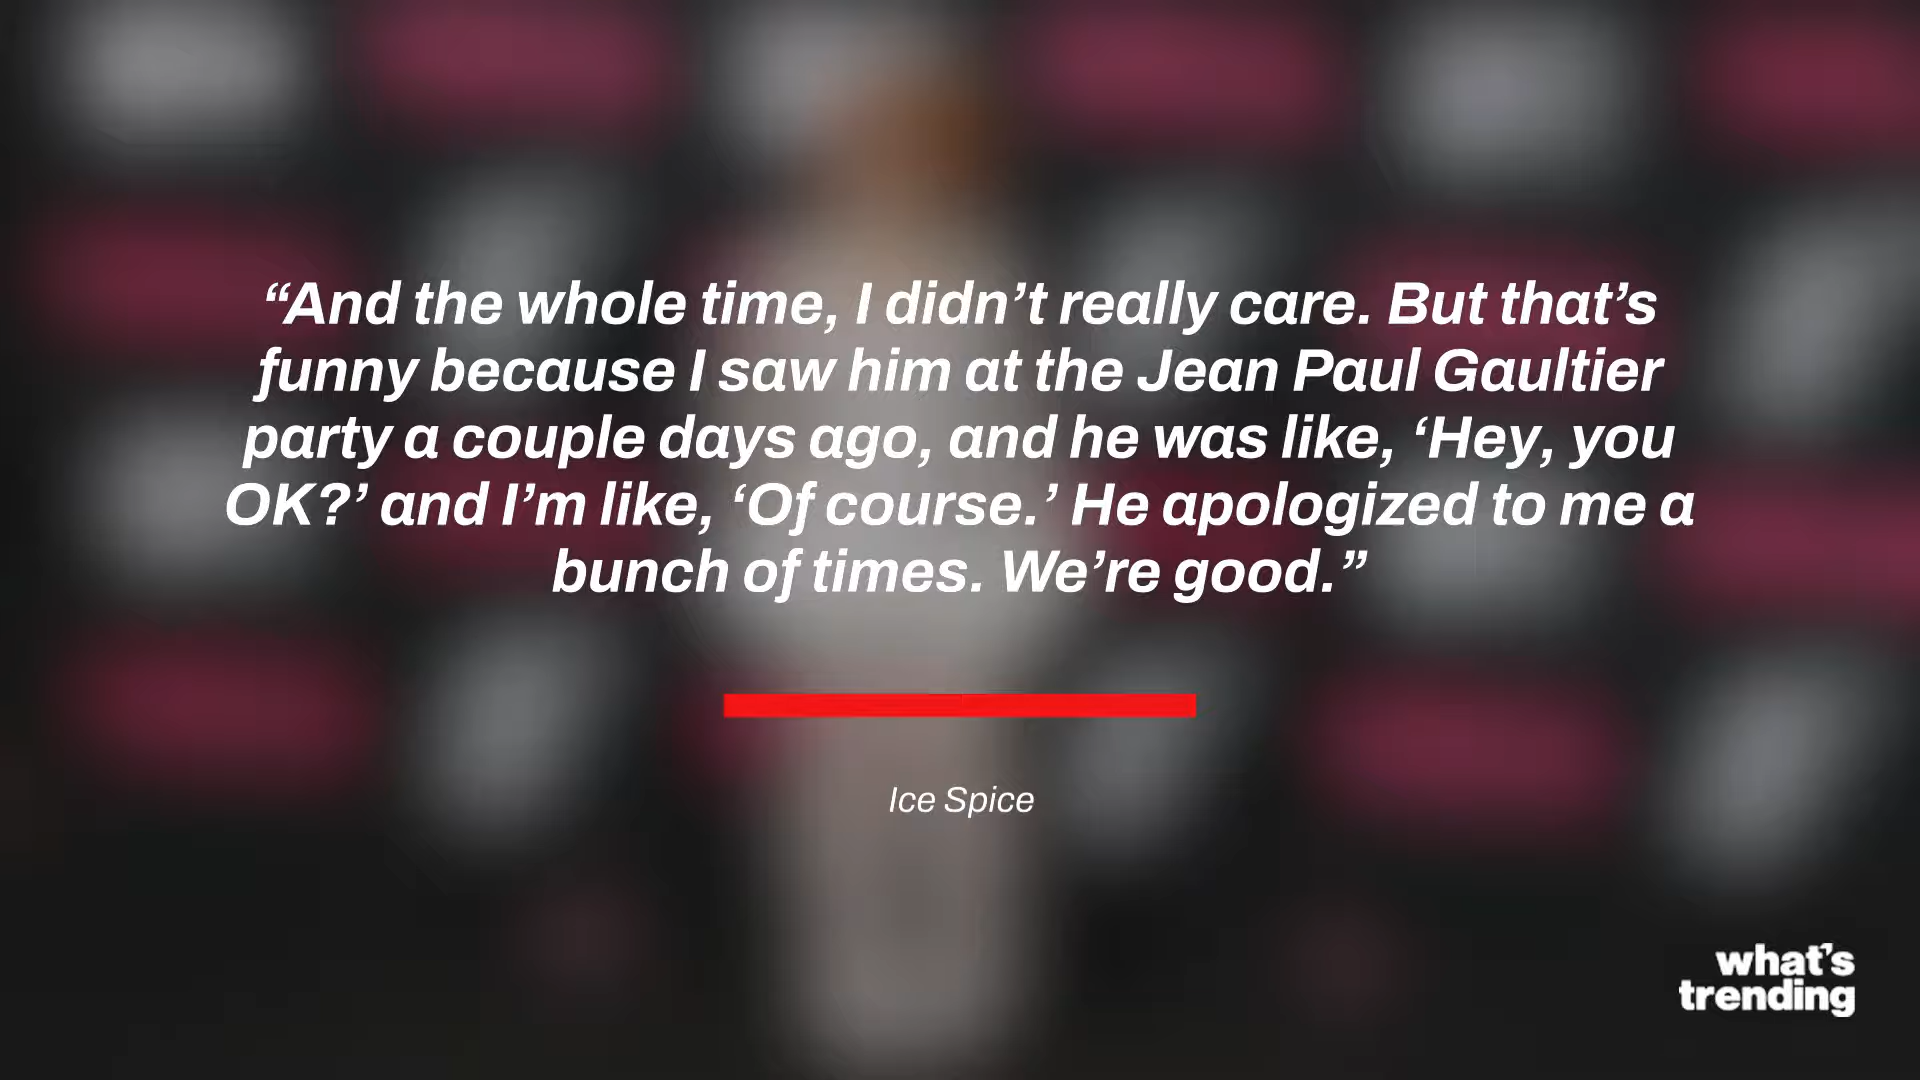 “And the whole time, I didn’t really care. But that’s
funny because I saw him at the Jean Paul Gaultier
party a couple days ago, and he was like, ‘Hey, you
OK?’ and I’m like, ‘Of course.’ He apologized to me a
bunch of times. We’re good.”
Ice Spice
what’s
trending